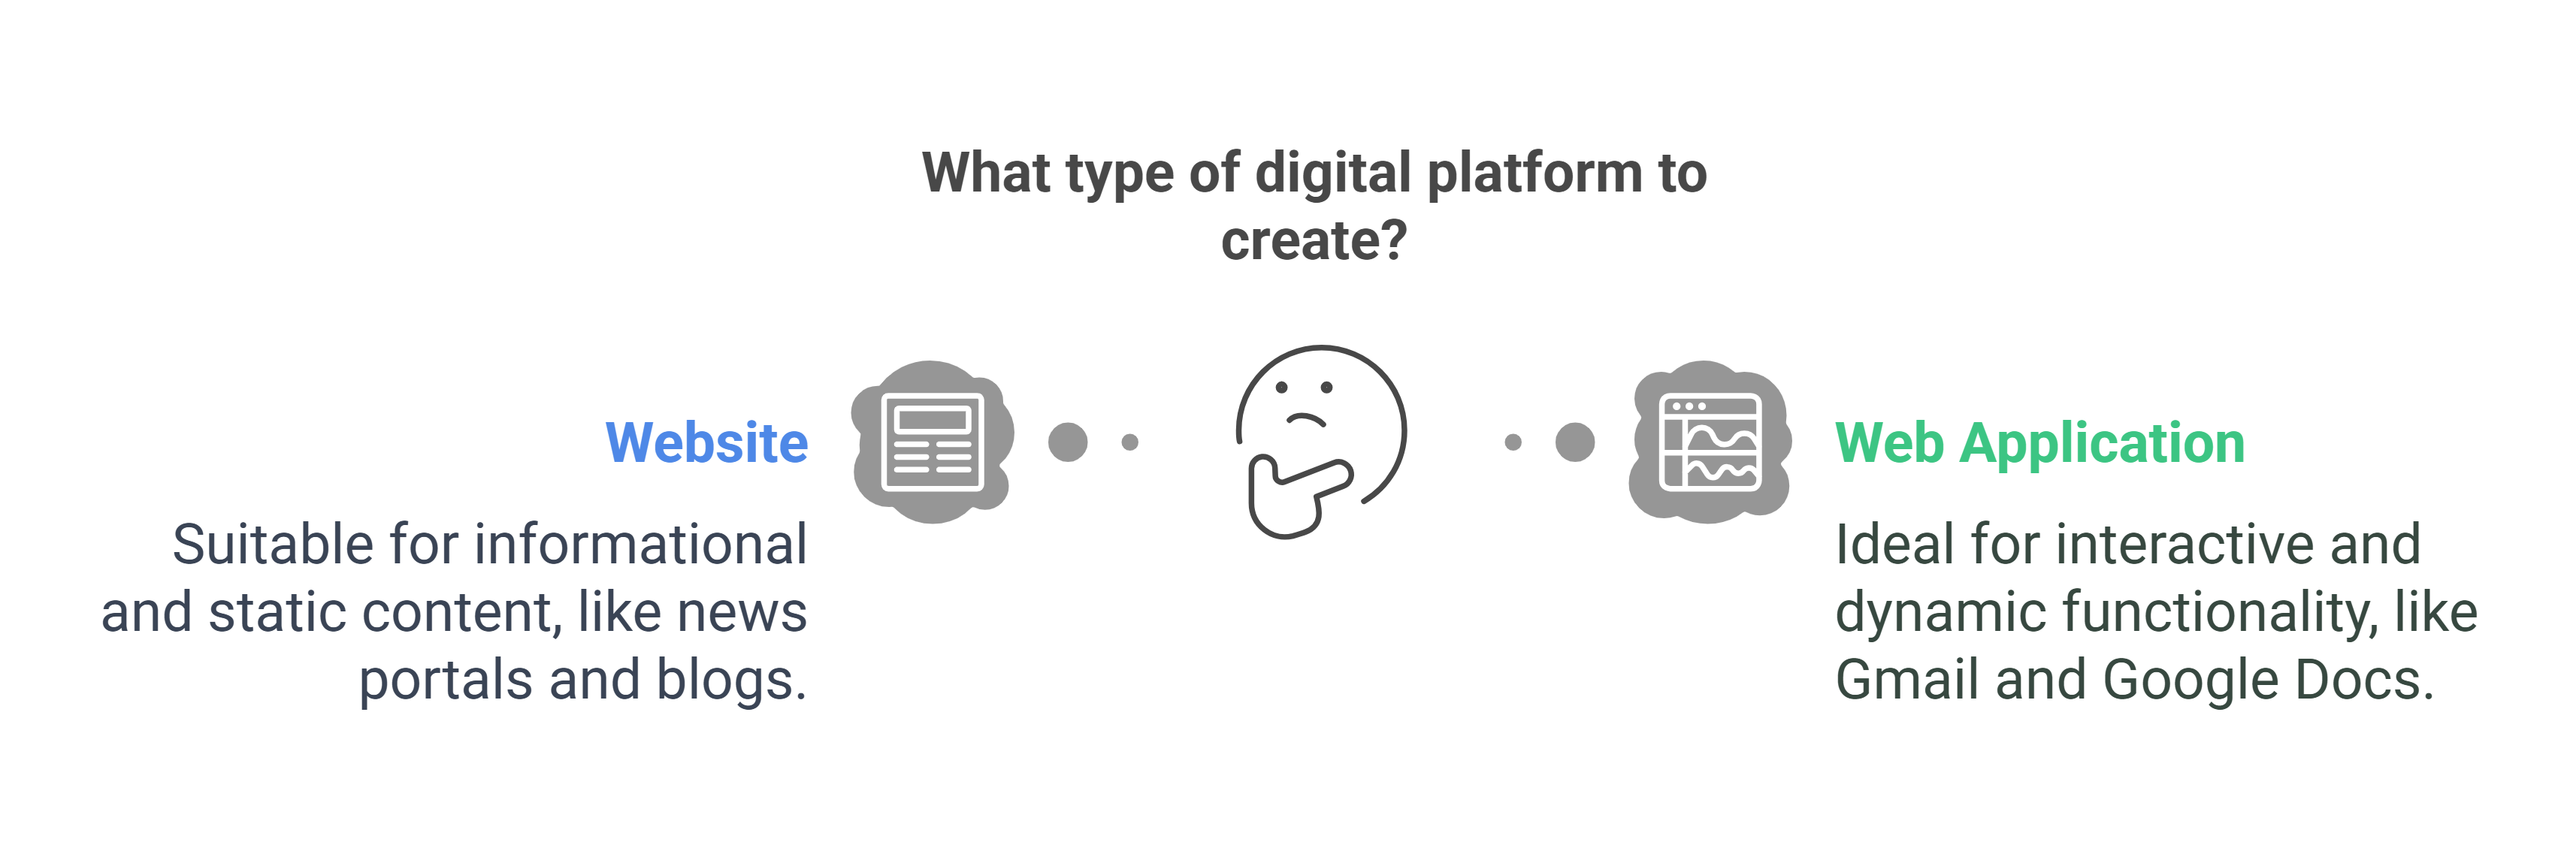 What type of digital platform to
create?
Website
Suitable for informational
and static content, like news
portals and blogs.
Web Application
Ideal for interactive and
dynamic functionality, like
Gmail and Google Docs.